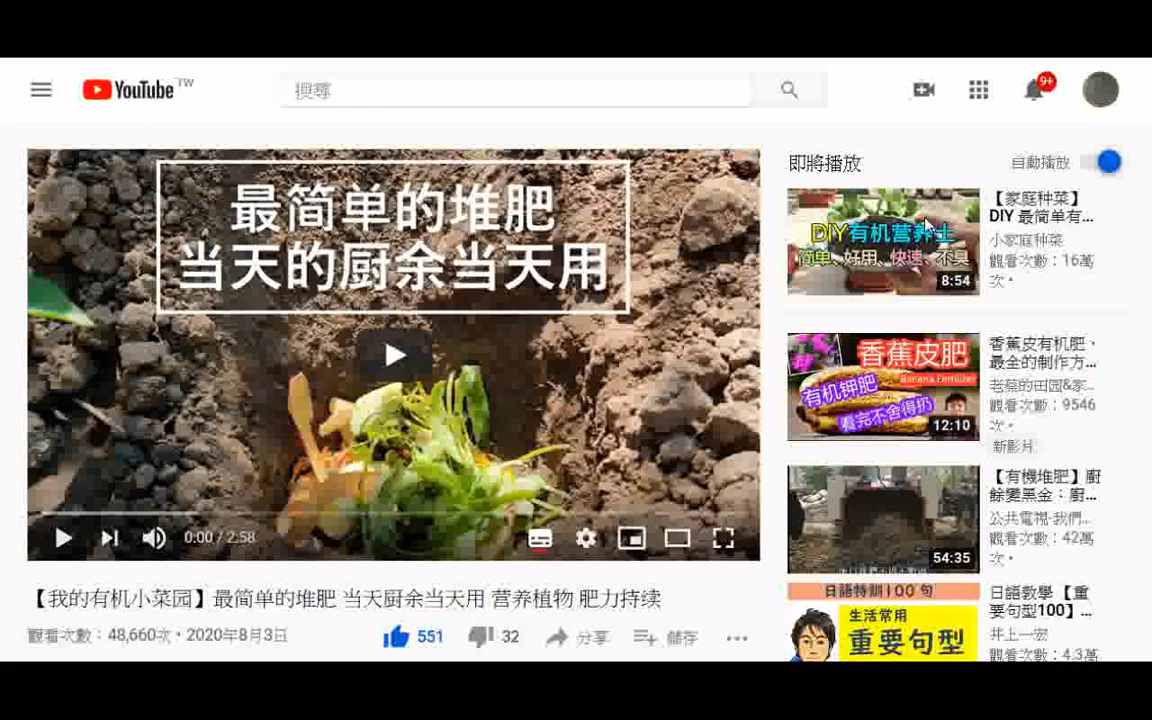 YouTube TW
搜尋
9+
最简单的堆肥
当天的厨余当天用
0:00 / 2:58
【我的有机小菜园】最简单的堆肥 当天厨余当天用 营养植物 肥力持续
觀看次數：48,660次・2020年8月3日
551
32
分享
儲存
即將播放
自動播放
DIY有机营养土
简单、好用、快速、不臭
8:54
【家庭种菜】
DIY 最简单有...
小家庭种菜
觀看次數：16萬
次・
香蕉皮肥
Banana Fertilizer
有机钾肥
看完不舍得扔
12:10
香蕉皮有机肥，
最全的制作方...
老莫的田园&家...
觀看次數：9546
次・
新影片
54:35
【有機堆肥】廚
餘變黑金：廚...
公共電視-我們...
觀看次數：42萬
次・
日語特訓100句
生活常用
重要句型
日語教學【重
要句型100】...
井上一宏
觀看次數：4.3萬